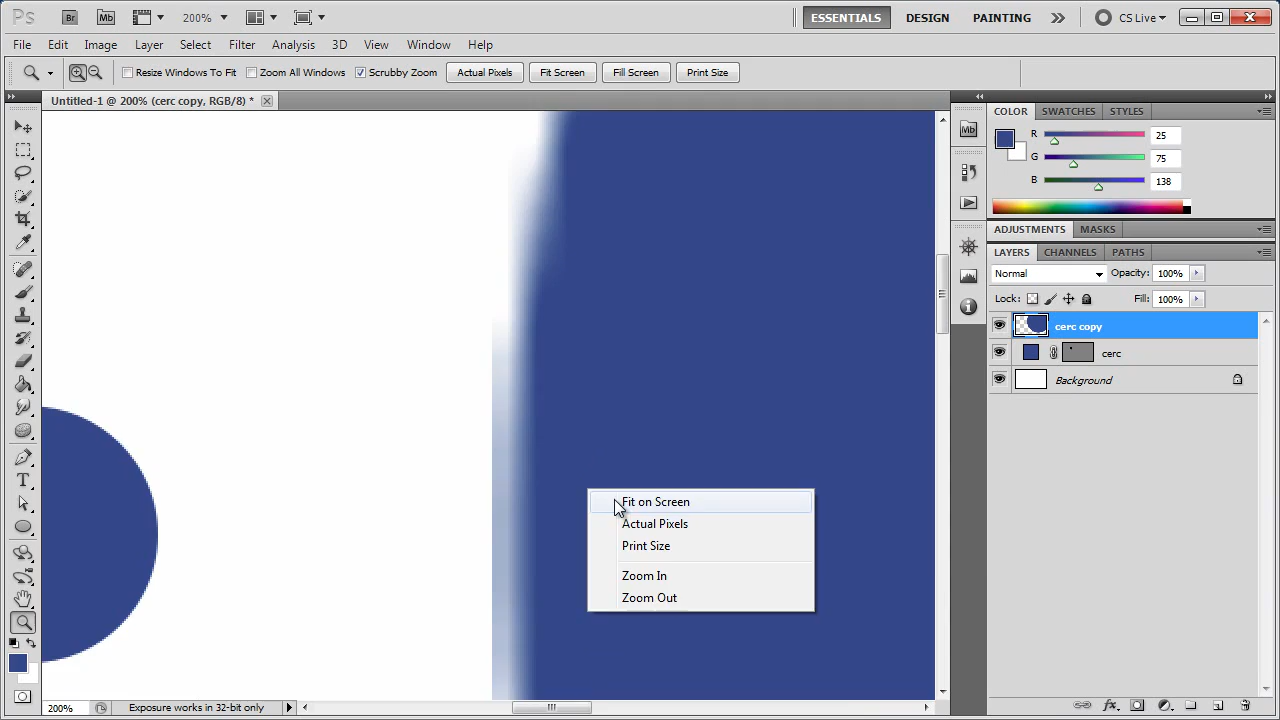 Ps Br Mb 200% ESSENTIALS DESIGN PAINTING CS Live
File Edit Image Layer Select Filter Analysis 3D View Window Help
Resize Windows To Fit Zoom All Windows Scrubby Zoom Actual Pixels Fit Screen Fill Screen Print Size
Untitled-1 @ 200% (cerc copy, RGB/8) *
Mb
COLOR SWATCHES STYLES
R 25
G 75
B 138
ADJUSTMENTS MASKS
LAYERS CHANNELS PATHS
Normal Opacity: 100%
Lock: Fill: 100%
cerc copy
cerc
Background
Fit on Screen
Actual Pixels
Print Size
Zoom In
Zoom Out
T
200% Exposure works in 32-bit only
fx